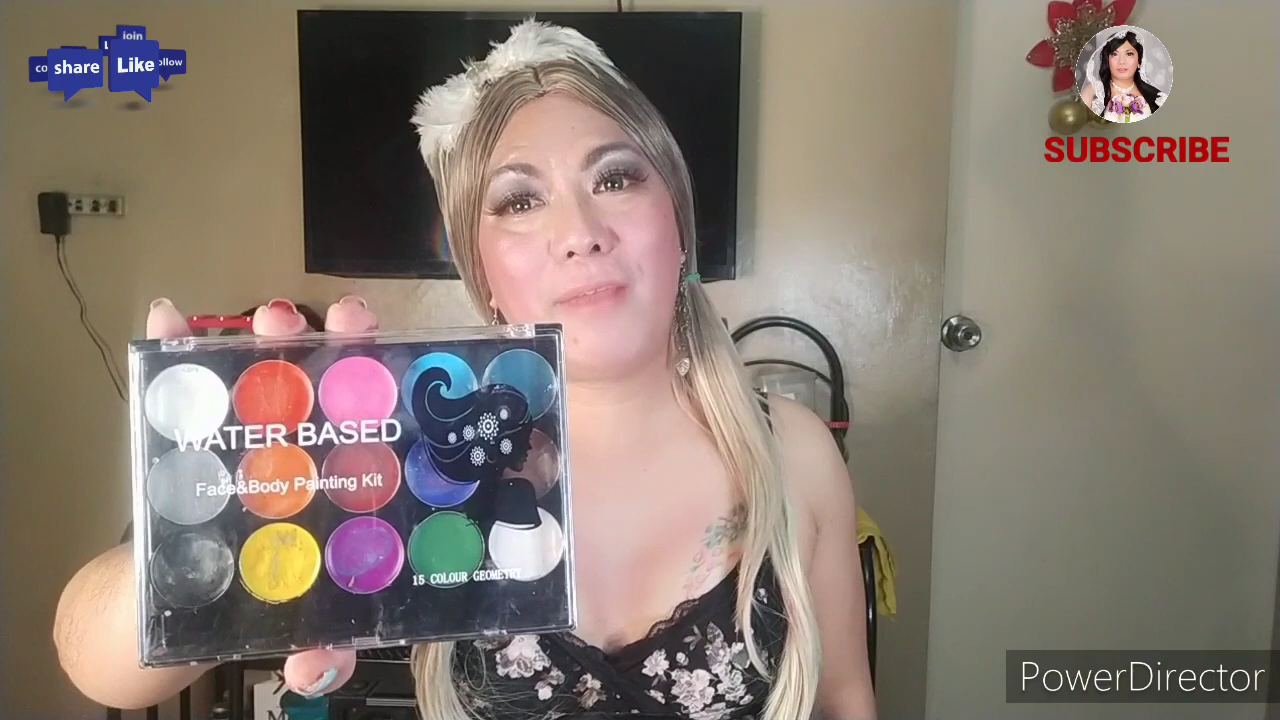 join
share
Like
SUBSCRIBE
WATER BASED
Face&Body Painting Kit
15 COLOUR GEOMETRY
PowerDirector